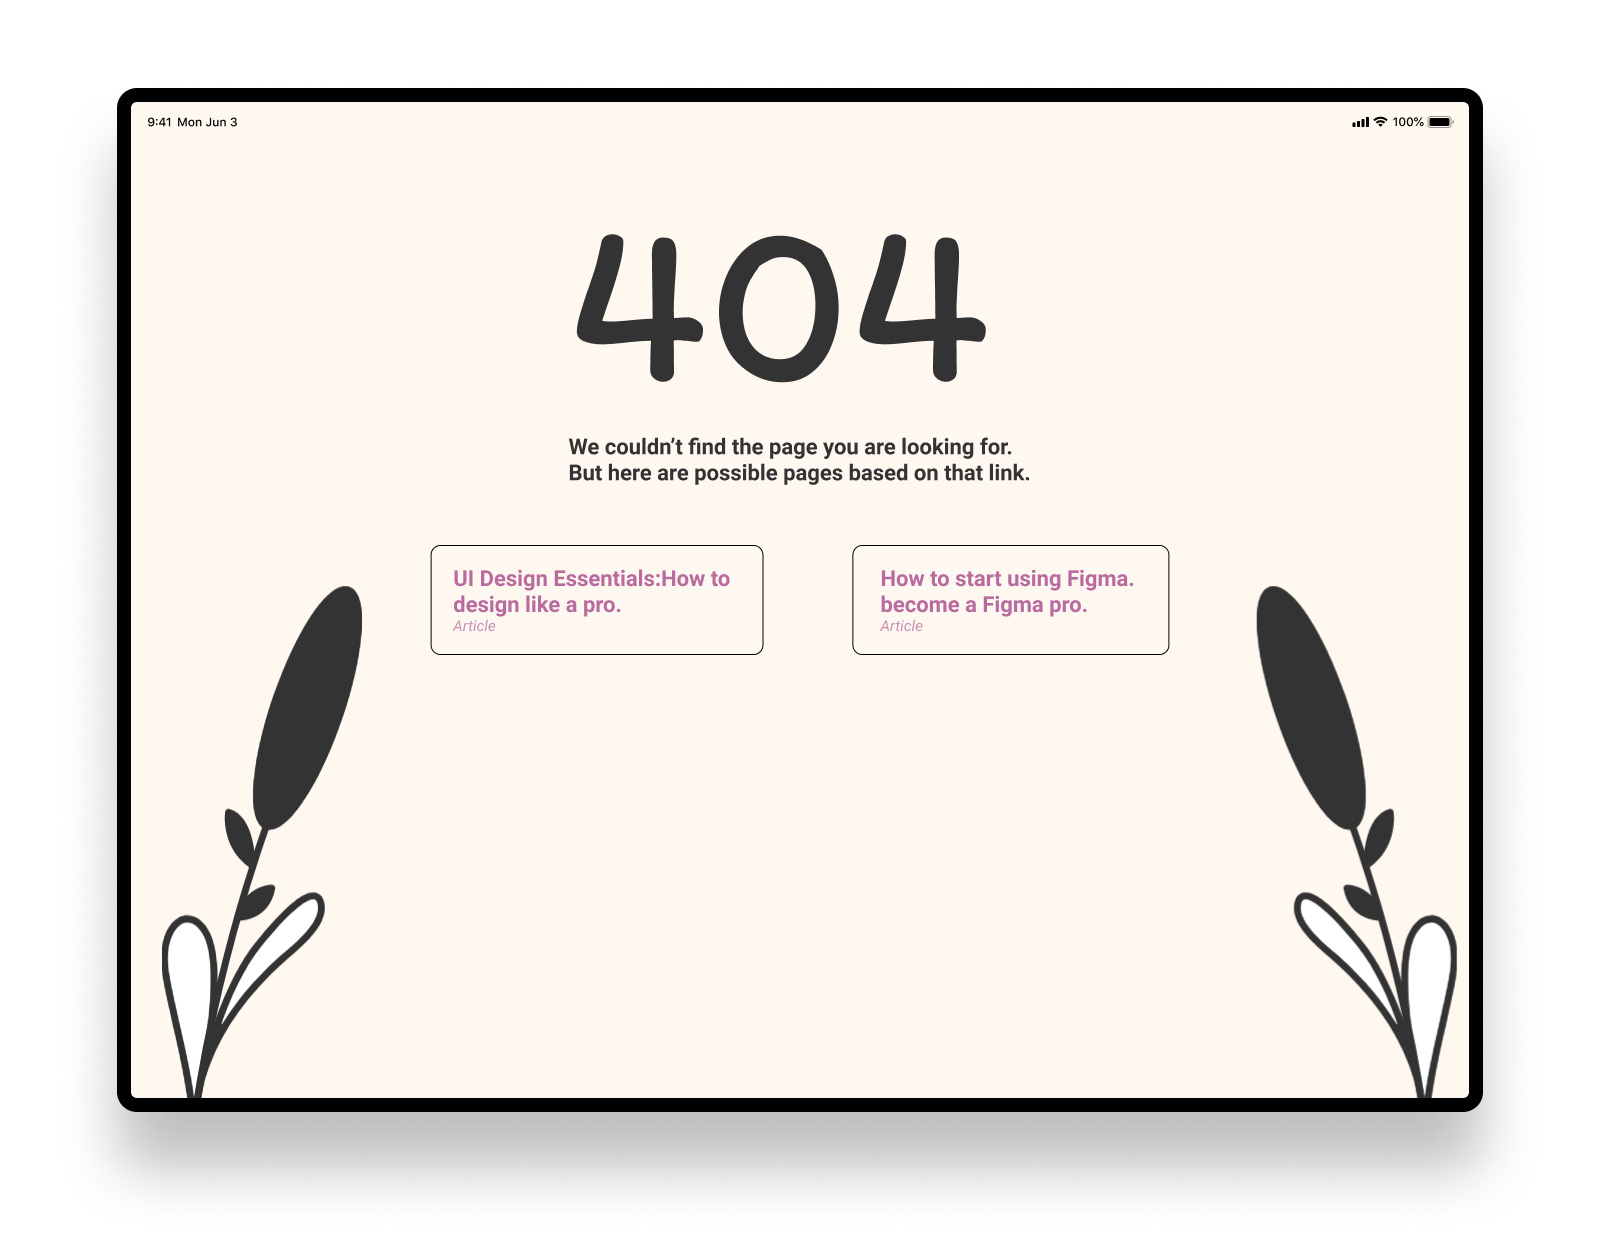 9:41 Mon Jun 3
100%
404
We couldn’t find the page you are looking for.
But here are possible pages based on that link.
UI Design Essentials:How to
design like a pro.
Article
How to start using Figma.
become a Figma pro.
Article